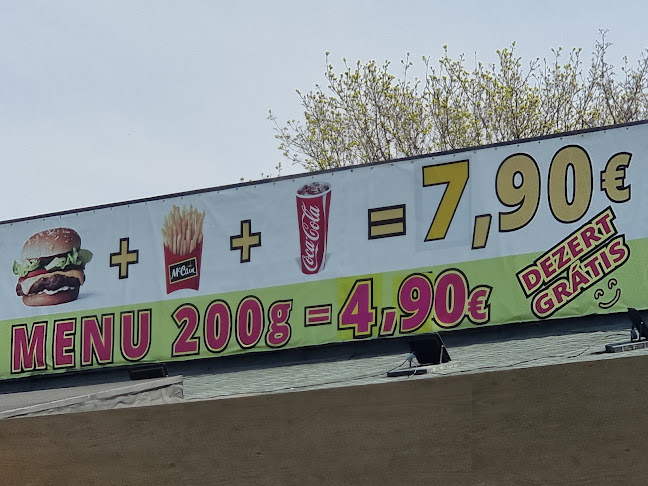 + McCain + Coca-Cola = 7,90€
MENU 200g = 4,90€
DEZERT
GRÁTIS